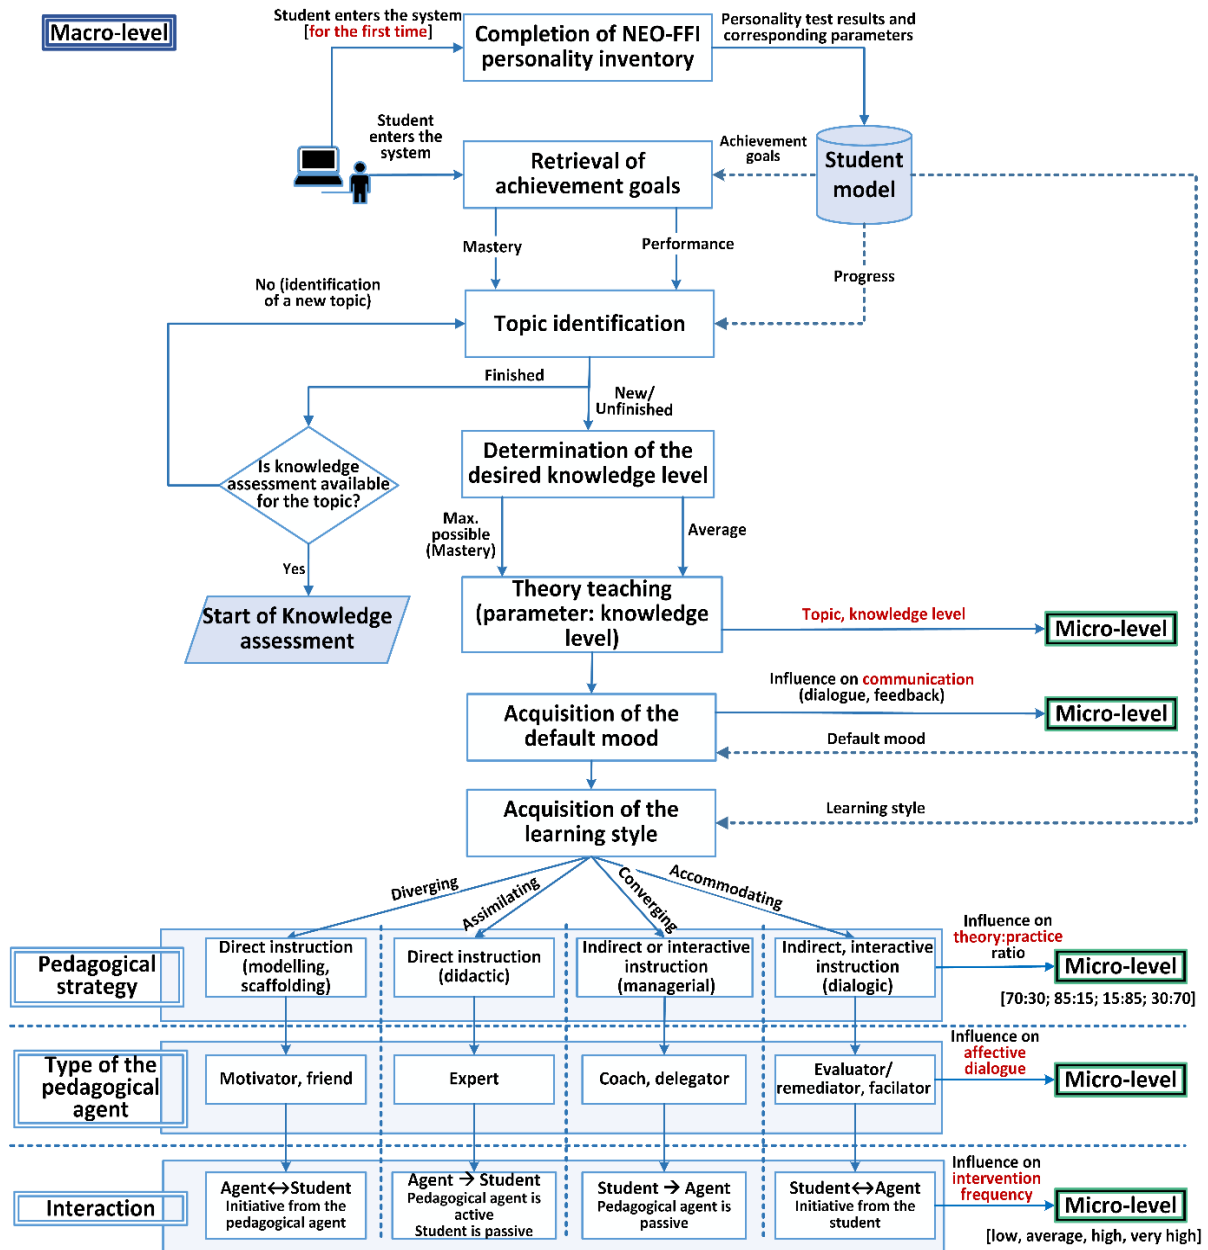 Macro-level
Student enters the system
[for the first time]
Completion of NEO-FFI
personality inventory
Personality test results and
corresponding parameters
Student
enters the
system
Retrieval of
achievement goals
Achievement
goals
Student
model
Mastery
Performance
Progress
No (identification
of a new topic)
Topic identification
Finished
New/
Unfinished
Is knowledge
assessment available
for the topic?
Determination of the
desired knowledge level
Max.
possible
(Mastery)
Average
Yes
Start of Knowledge
assessment
Theory teaching
(parameter: knowledge
level)
Topic, knowledge level
Micro-level
Acquisition of the
default mood
Influence on communication
(dialogue, feedback)
Micro-level
Default mood
Acquisition of the
learning style
Learning style
Diverging
Assimilating
Converging
Accommodating
Pedagogical
strategy
Direct instruction
(modelling,
scaffolding)
Direct instruction
(didactic)
Indirect or interactive
instruction
(managerial)
Indirect, interactive
instruction
(dialogic)
Influence on
theory:practice
ratio
Micro-level
[70:30; 85:15; 15:85; 30:70]
Type of the
pedagogical
agent
Motivator, friend
Expert
Coach, delegator
Evaluator/
remediator, facilator
Influence on
affective
dialogue
Micro-level
Interaction
Agent↔Student
Initiative from the
pedagogical agent
Agent → Student
Pedagogical agent is
active
Student is passive
Student → Agent
Pedagogical agent is
passive
Student↔Agent
Initiative from the
student
Influence on
intervention
frequency
Micro-level
[low, average, high, very high]